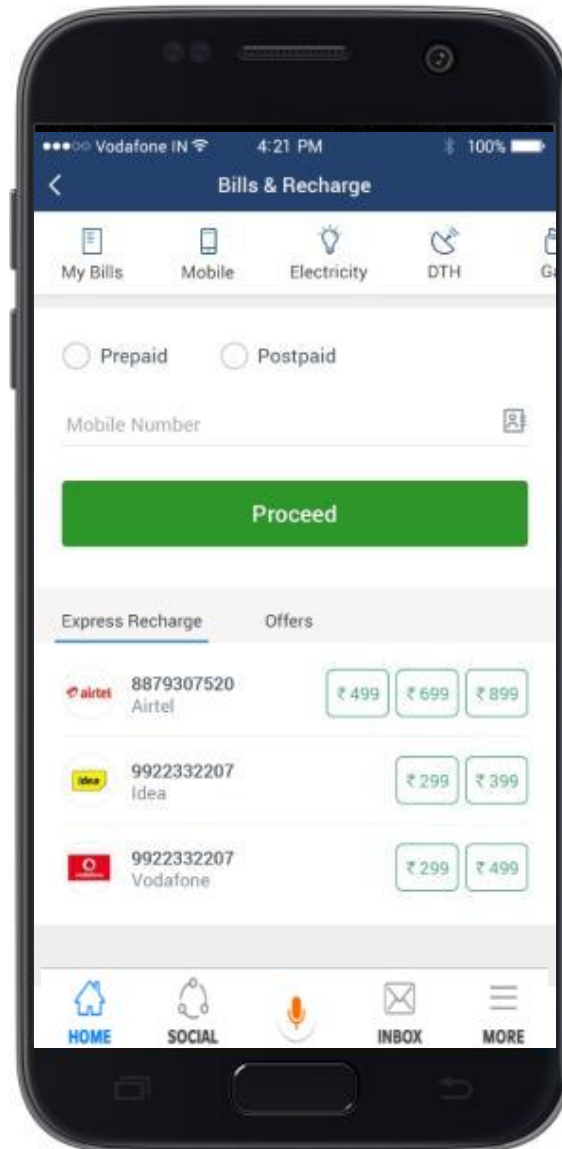 Vodafone IN 4:21 PM 100%
Bills & Recharge
My Bills Mobile Electricity DTH
Prepaid Postpaid
Mobile Number
Proceed
Express Recharge Offers
airtel 8879307520 ₹ 499 ₹ 699 ₹ 899
Airtel
Idea 9922332207 ₹ 299 ₹ 399
Idea
9922332207 ₹ 299 ₹ 499
Vodafone
HOME SOCIAL INBOX MORE